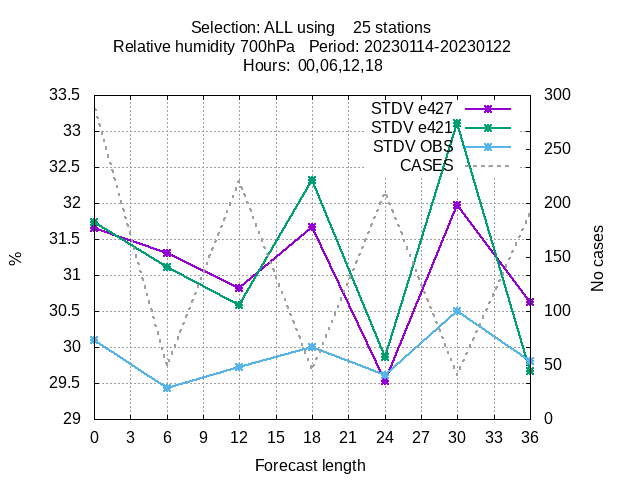 Selection: ALL using    25 stations
Relative humidity 700hPa   Period: 20230114-20230122
Hours:  00,06,12,18
33.5
33
32.5
32
31.5
31
30.5
30
29.5
29
%
STDV e427
STDV e421
STDV OBS
CASES
300
250
200
150
100
50
0
No cases
0 3 6 9 12 15 18 21 24 27 30 33 36
Forecast length